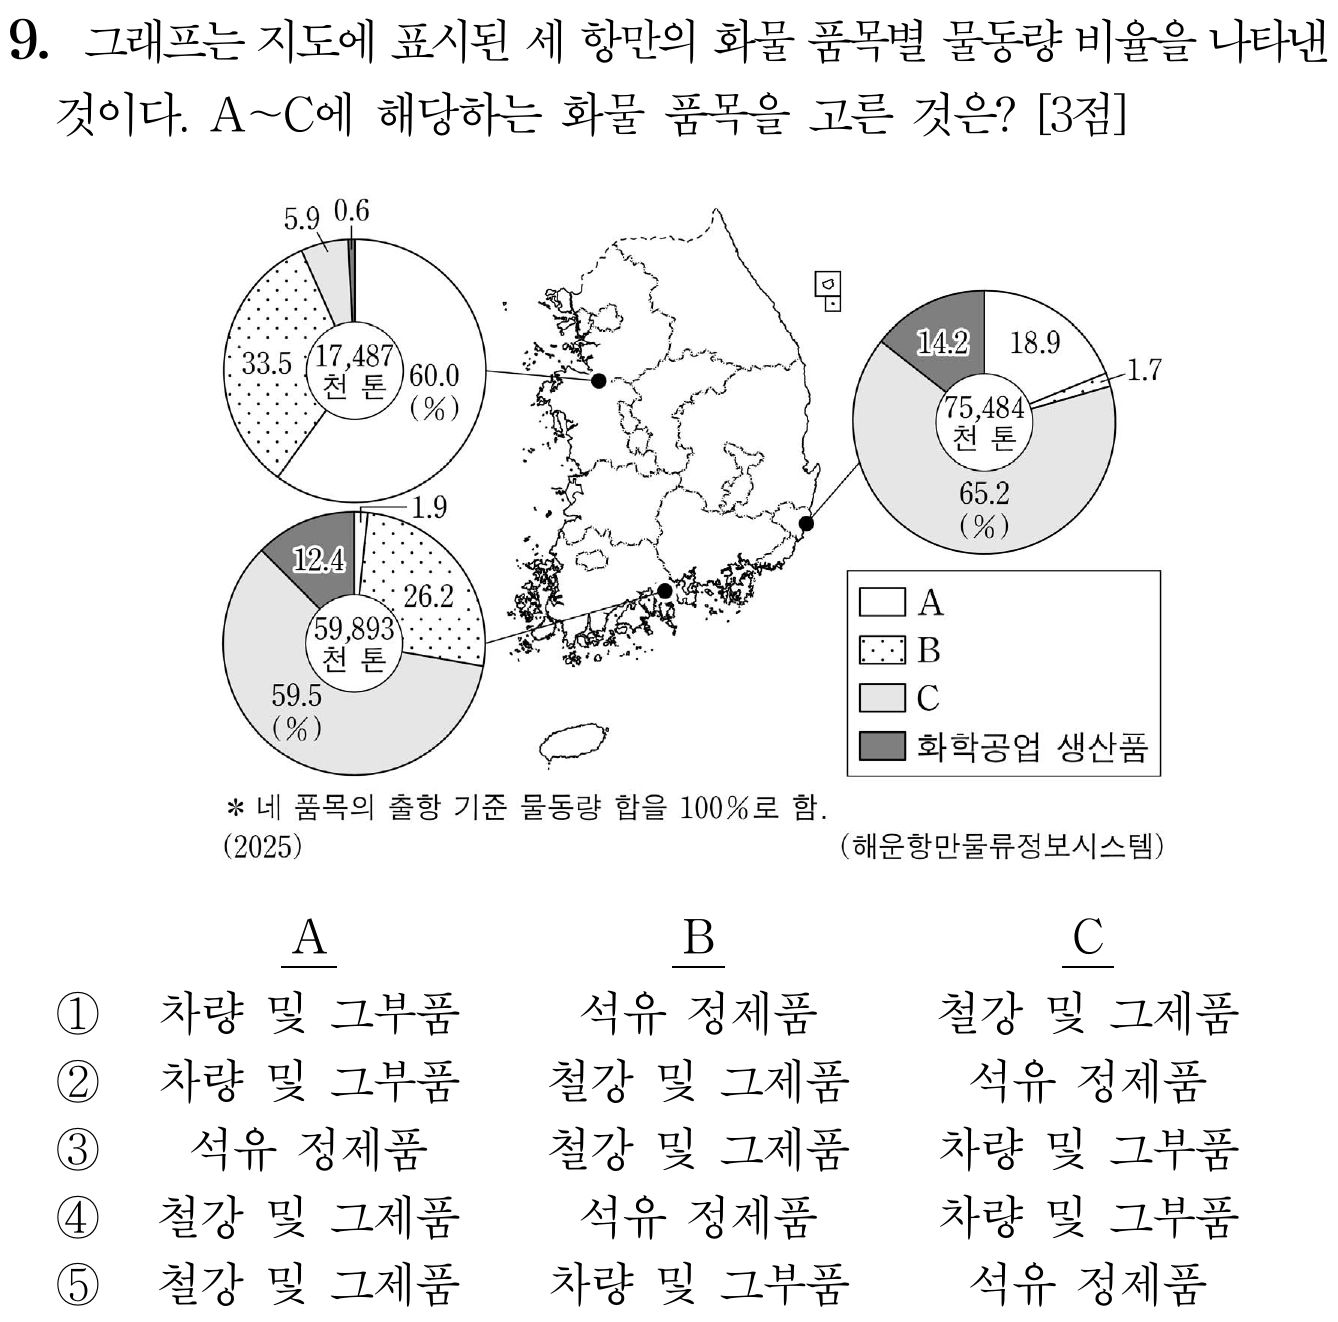 9. 그래프는 지도에 표시된 세 항만의 화물 품목별 물동량 비율을 나타낸
것이다. A~C에 해당하는 화물 품목을 고른 것은? [3점]
5.9 0.6
33.5
17,487
천 톤
60.0
(%)
14.2
18.9
1.7
75,484
천 톤
65.2
(%)
1.9
12.4
26.2
59,893
천 톤
59.5
(%)
A
B
C
화학공업 생산품
* 네 품목의 출항 기준 물동량 합을 100%로 함.
(2025)
(해운항만물류정보시스템)
A B C
① 차량 및 그부품 석유 정제품 철강 및 그제품
② 차량 및 그부품 철강 및 그제품 석유 정제품
③ 석유 정제품 철강 및 그제품 차량 및 그부품
④ 철강 및 그제품 석유 정제품 차량 및 그부품
⑤ 철강 및 그제품 차량 및 그부품 석유 정제품